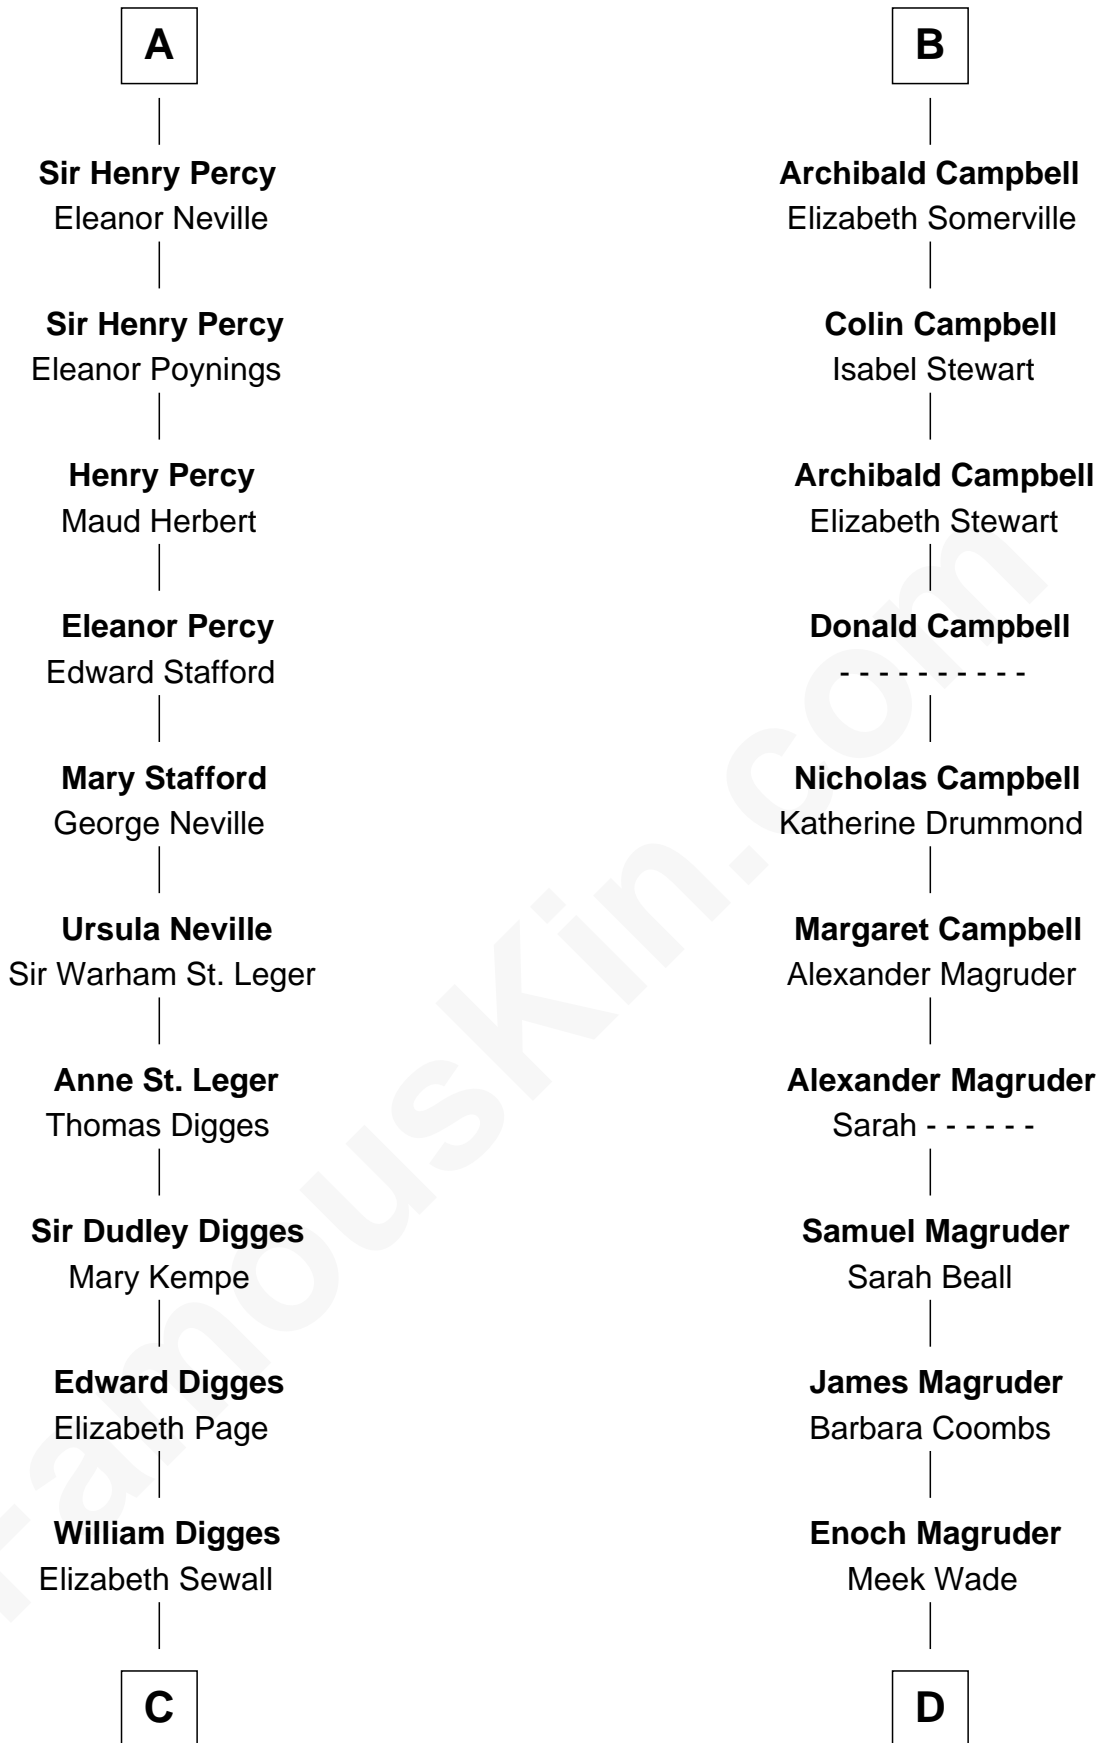 A
Sir Henry Percy
Eleanor Neville
Sir Henry Percy
Eleanor Poynings
Henry Percy
Maud Herbert
Eleanor Percy
Edward Stafford
Mary Stafford
George Neville
Ursula Neville
Sir Warham St. Leger
Anne St. Leger
Thomas Digges
Sir Dudley Digges
Mary Kempe
Edward Digges
Elizabeth Page
William Digges
Elizabeth Sewall
C
B
Archibald Campbell
Elizabeth Somerville
Colin Campbell
Isabel Stewart
Archibald Campbell
Elizabeth Stewart
Donald Campbell
- - - - - - - - - -
Nicholas Campbell
Katherine Drummond
Margaret Campbell
Alexander Magruder
Alexander Magruder
Sarah - - - - - -
Samuel Magruder
Sarah Beall
James Magruder
Barbara Coombs
Enoch Magruder
Meek Wade
D
FamousKin.com